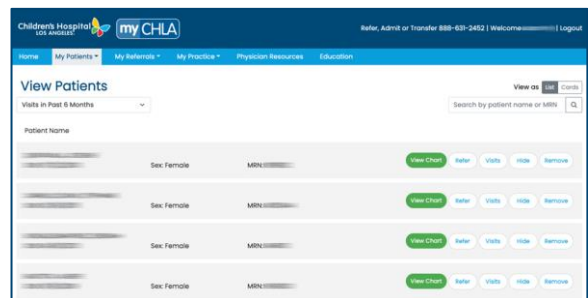 Children's Hospital
LOS ANGELES
my CHLA
Refer, Admit or Transfer 888-631-2452 | Welcome | Logout
Home My Patients My Referrals My Practice Physician Resources Education
View Patients
View as List Cards
Visits in Past 6 Months
Search by patient name or MRN
Patient Name
Sex: Female MRN: View Chart Refer Visits Hide Remove
Sex: Female MRN: View Chart Refer Visits Hide Remove
Sex: Female MRN: View Chart Refer Visits Hide Remove
Sex: Female MRN: View Chart Refer Visits Hide Remove